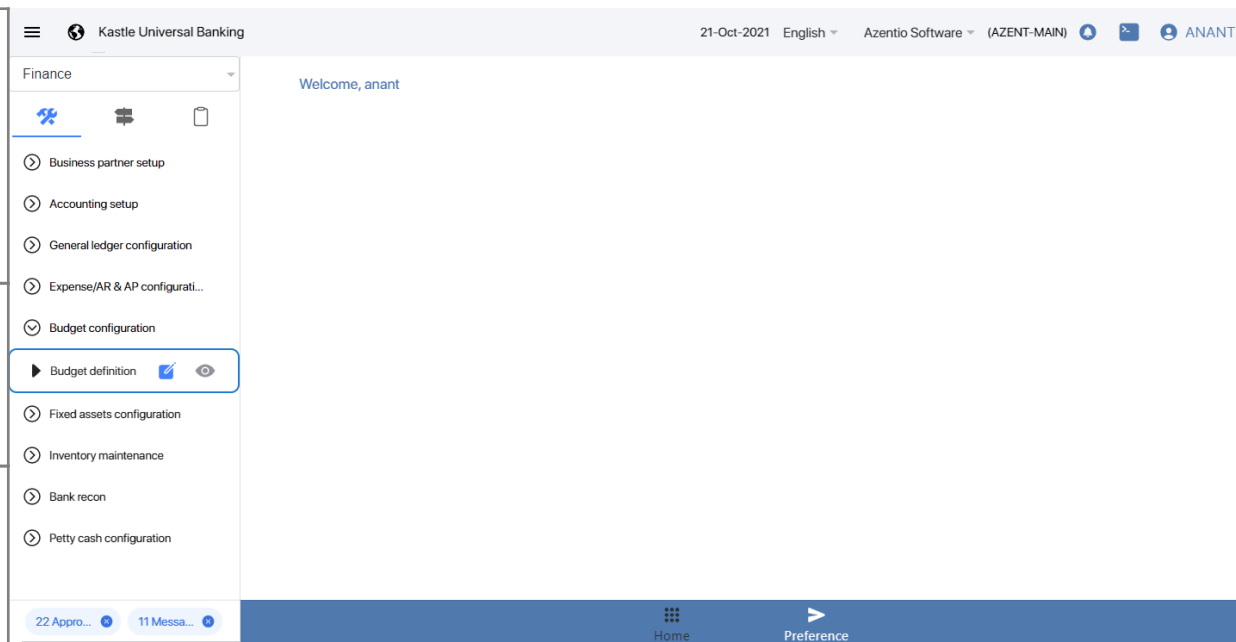 Kastle Universal Banking
21-Oct-2021 English Azentio Software (AZENT-MAIN) ANANT
Finance
Welcome, anant
Business partner setup
Accounting setup
General ledger configuration
Expense/AR & AP configurati...
Budget configuration
Budget definition
Fixed assets configuration
Inventory maintenance
Bank recon
Petty cash configuration
22 Appro... 11 Messa...
Home Preference